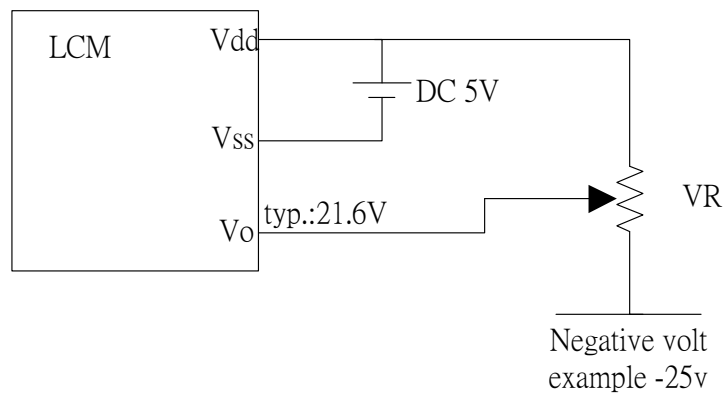 LCM
Vdd
DC 5V
Vss
typ.:21.6V
Vo
VR
Negative volt
example -25v